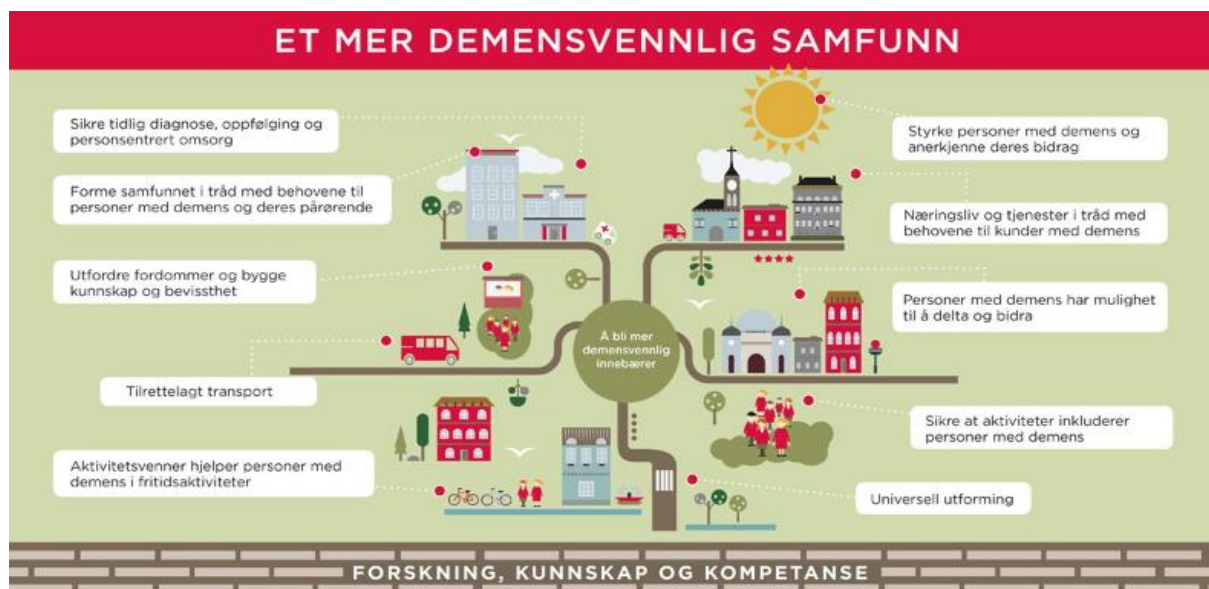 ET MER DEMENSVENNLIG SAMFUNN
Sikre tidlig diagnose, oppfølging og
personsentrert omsorg
Forme samfunnet i tråd med behovene til
personer med demens og deres pårørende
Utfordre fordommer og bygge
kunnskap og bevissthet
Tilrettelagt transport
Aktivitetsvenner hjelper personer med
demens i fritidsaktiviteter
Å bli mer
demensvennlig
innebærer
Styrke personer med demens og
anerkjenne deres bidrag
Næringsliv og tjenester i tråd med
behovene til kunder med demens
Personer med demens har mulighet
til å delta og bidra
Sikre at aktiviteter inkluderer
personer med demens
Universell utforming
FORSKNING, KUNNSKAP OG KOMPETANSE